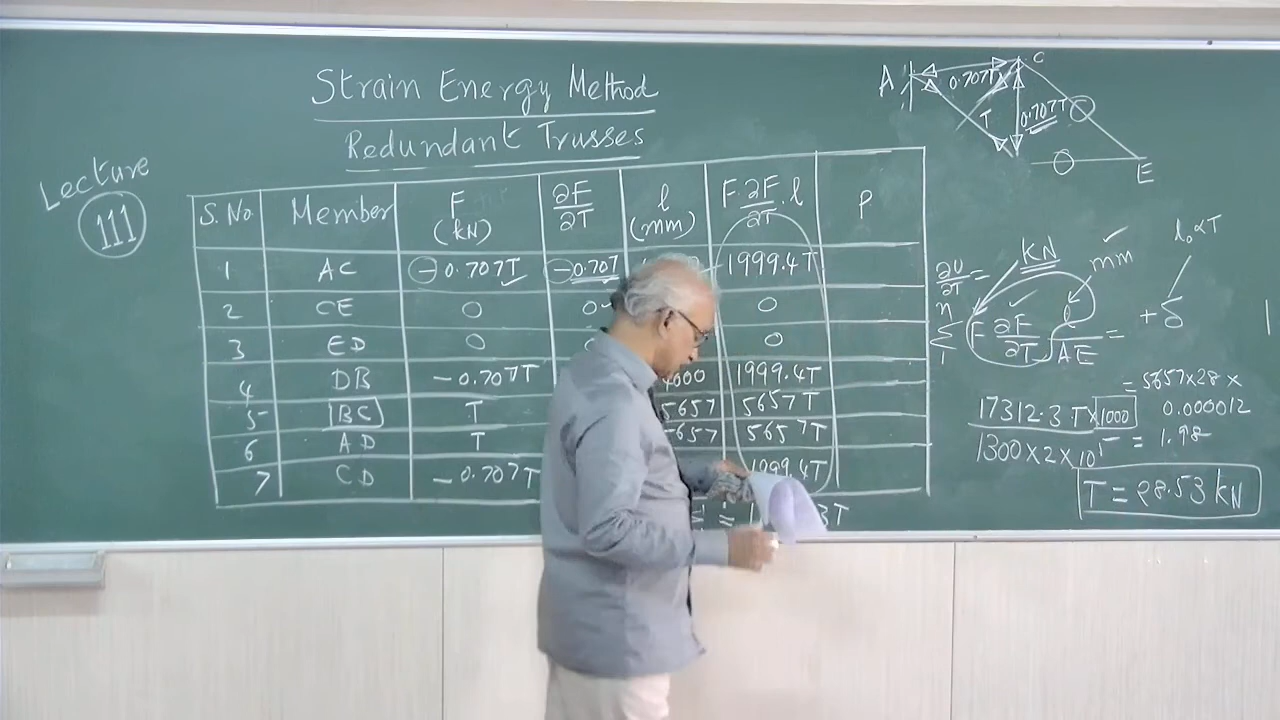 Strain Energy Method
Redundant Trusses
Lecture
111
S.No. Member F (kN) ∂F/∂T l (mm) F.∂F/∂T.l P
1 AC -0.707T -0.707 1999.4T
2 CE 0 0 0
3 ED 0 0
4 DB -0.707T 4000 1999.4T
5 BC T 5657 5657T
6 AD T 5657T
7 CD -0.707T 1999.4T
A
C
0.707T
T
0.707T
E
l₀∝T
KN
mm
∂U/∂T =
n
Σ F ∂F/∂T l/AE = +δ
1
= 5657×28×
0.000012
17312.3T×1000
1300×2×10⁵ = 1.98
T = 28.53 kN